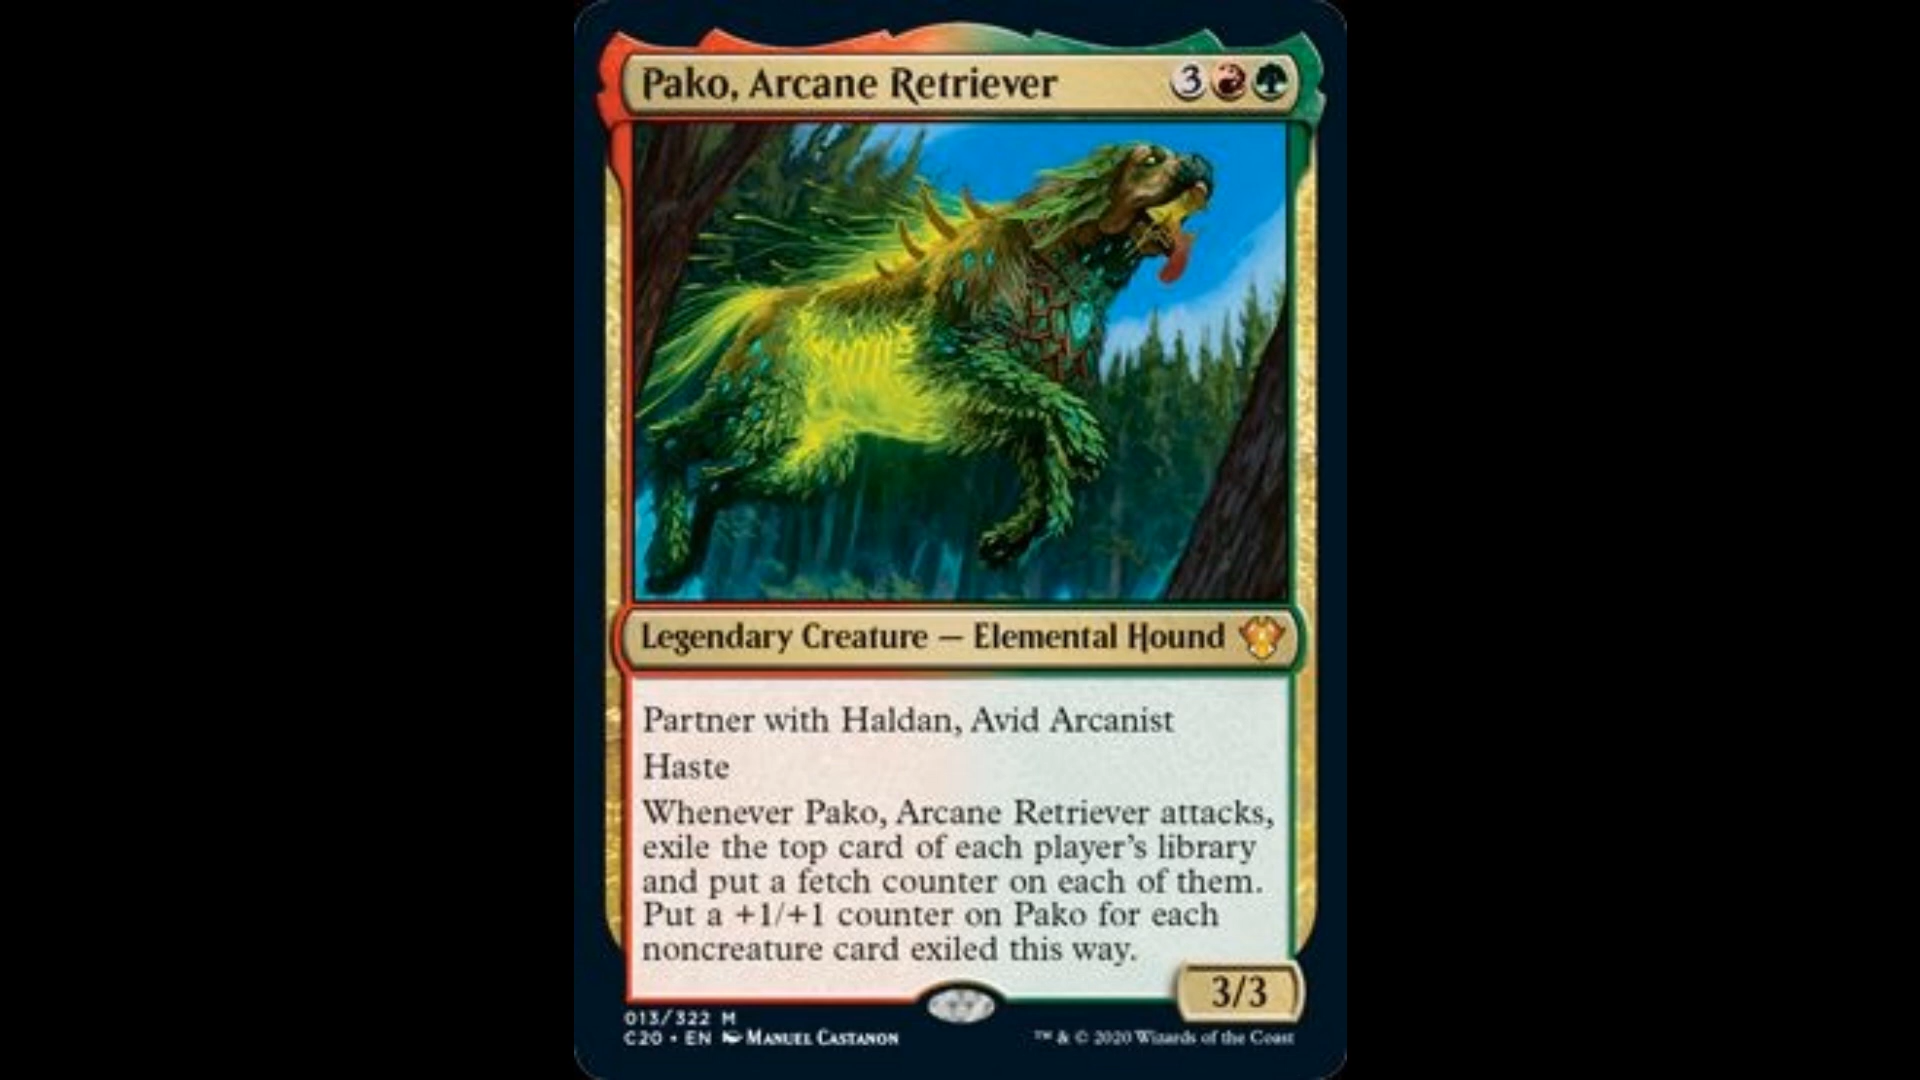 Pako, Arcane Retriever 3
Legendary Creature — Elemental Hound
Partner with Haldan, Avid Arcanist
Haste
Whenever Pako, Arcane Retriever attacks,
exile the top card of each player's library
and put a fetch counter on each of them.
Put a +1/+1 counter on Pako for each
noncreature card exiled this way.
3/3
013/322 M
C20 • EN MANUEL CASTANON
™ & © 2020 Wizards of the Coast